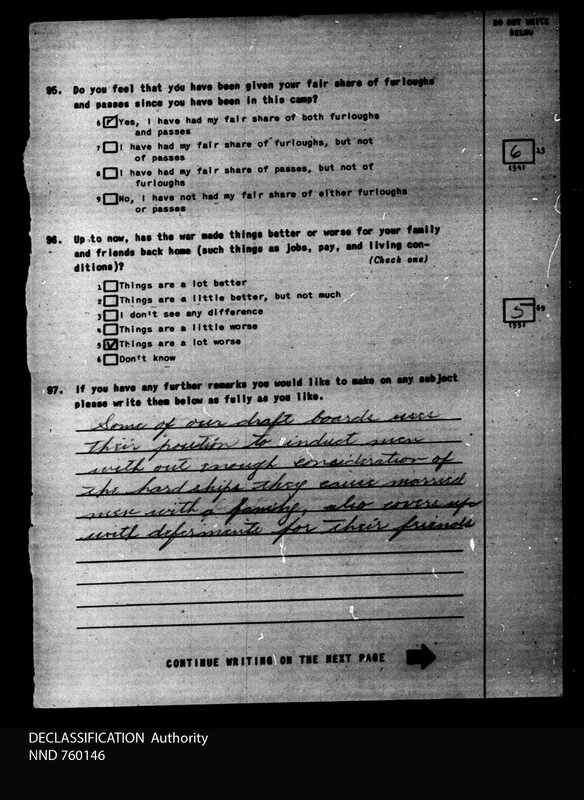 DO NOT WRITE
BELOW
95. Do you feel that you have been given your fair share of furloughs
and passes since you have been in this camp?
6 Yes, I have had my fair share of both furloughs
and passes
7 I have had my fair share of furloughs, but not
of passes
8 I have had my fair share of passes, but not of
furloughs
9 No, I have not had my fair share of either furloughs
or passes
6
96. Up to now, has the war made things better or worse for your family
and friends back home (such things as jobs, pay, and living con-
ditions)? (Check one)
1 Things are a lot better
2 Things are a little better, but not much
3 I don't see any difference
4 Things are a little worse
5 Things are a lot worse
6 Don't know
5
97. If you have any further remarks you would like to make on any subject
please write them below as fully as you like.
Some of our draft boards uses
their position to induct men
with out enough consideration of
the hard ships they cause married
men with a family, also covers up
with deferments for their friends
CONTINUE WRITING ON THE NEXT PAGE
DECLASSIFICATION Authority
NND 760146